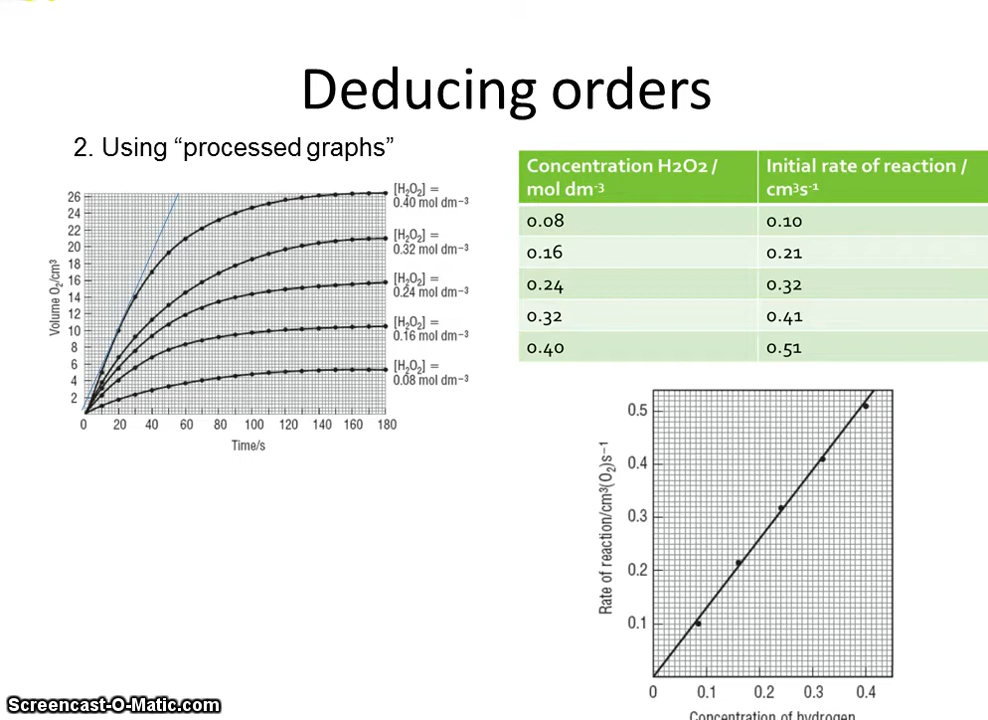 Deducing orders
2. Using “processed graphs”
Volume O₂/cm³
26
24
22
20
18
16
14
12
10
8
6
4
2
0 20 40 60 80 100 120 140 160 180
Time/s
[H₂O₂] =
0.40 mol dm⁻³
[H₂O₂] =
0.32 mol dm⁻³
[H₂O₂] =
0.24 mol dm⁻³
[H₂O₂] =
0.16 mol dm⁻³
[H₂O₂] =
0.08 mol dm⁻³
Concentration H2O2 / Initial rate of reaction /
mol dm⁻³ cm³s⁻¹
0.08 0.10
0.16 0.21
0.24 0.32
0.32 0.41
0.40 0.51
Rate of reaction/cm³(O₂)s⁻¹
0.5
0.4
0.3
0.2
0.1
0 0.1 0.2 0.3 0.4
Concentration of hydrogen
Screencast-O-Matic.com